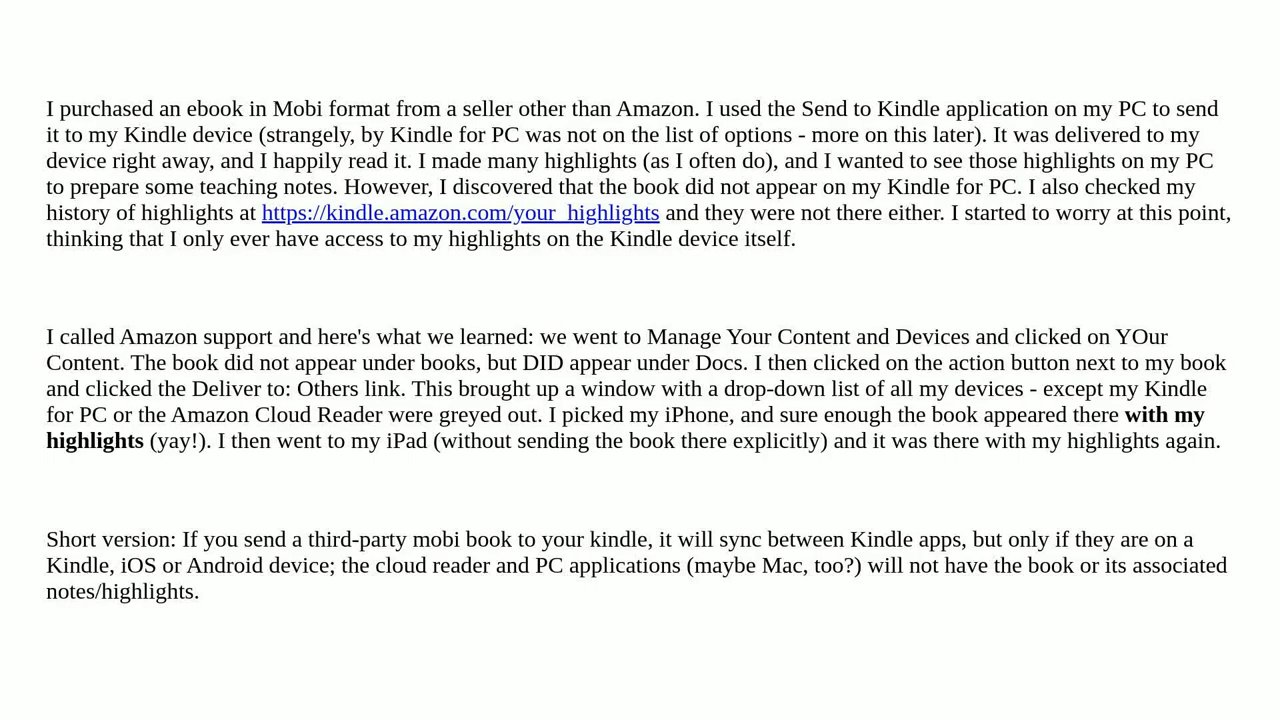 I purchased an ebook in Mobi format from a seller other than Amazon. I used the Send to Kindle application on my PC to send
it to my Kindle device (strangely, by Kindle for PC was not on the list of options - more on this later). It was delivered to my
device right away, and I happily read it. I made many highlights (as I often do), and I wanted to see those highlights on my PC
to prepare some teaching notes. However, I discovered that the book did not appear on my Kindle for PC. I also checked my
history of highlights at https://kindle.amazon.com/your_highlights and they were not there either. I started to worry at this point,
thinking that I only ever have access to my highlights on the Kindle device itself.
I called Amazon support and here's what we learned: we went to Manage Your Content and Devices and clicked on YOur
Content. The book did not appear under books, but DID appear under Docs. I then clicked on the action button next to my book
and clicked the Deliver to: Others link. This brought up a window with a drop-down list of all my devices - except my Kindle
for PC or the Amazon Cloud Reader were greyed out. I picked my iPhone, and sure enough the book appeared there with my
highlights (yay!). I then went to my iPad (without sending the book there explicitly) and it was there with my highlights again.
Short version: If you send a third-party mobi book to your kindle, it will sync between Kindle apps, but only if they are on a
Kindle, iOS or Android device; the cloud reader and PC applications (maybe Mac, too?) will not have the book or its associated
notes/highlights.